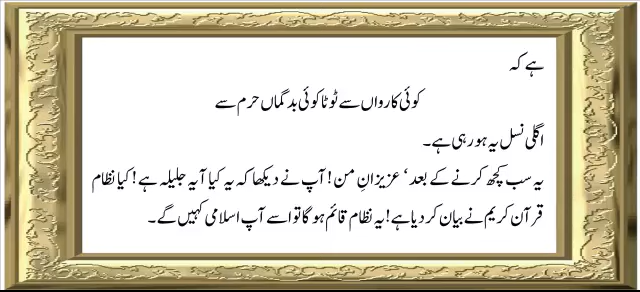 ہے کہ
کوئی کارواں سے ٹوٹا کوئی بدگماں حرم سے
اگلی نسل یہ ہو رہی ہے۔
یہ سب کچھ کرنے کے بعد‘ عزیزانِ من! آپ نے دیکھا کہ یہ کیا آیہ جلیلہ ہے! کیا نظام
قرآن کریم نے بیان کر دیا ہے! یہ نظام قائم ہو گا تو اسے آپ اسلامی کہیں گے۔